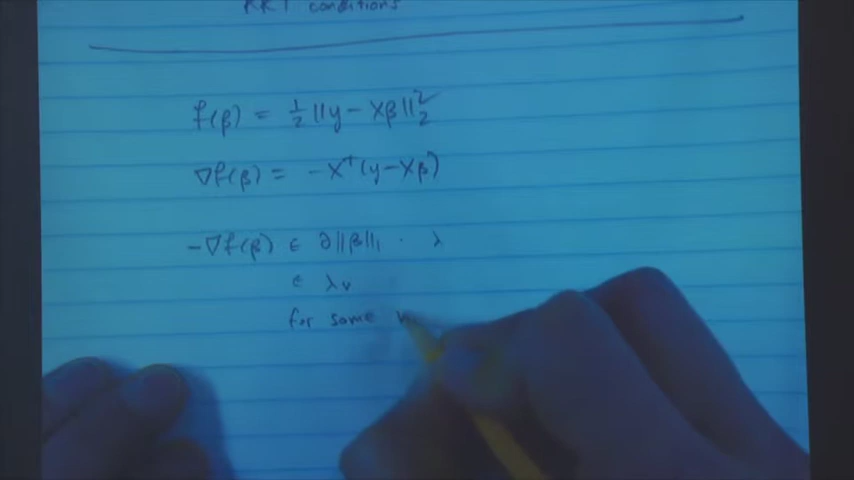 KKT conditions
f(β) = ½ ||y − Xβ||₂²
∇f(β) = −Xᵀ(y−Xβ)
−∇f(β) ∈ ∂||β||₁ · λ
∈ λv
for some v